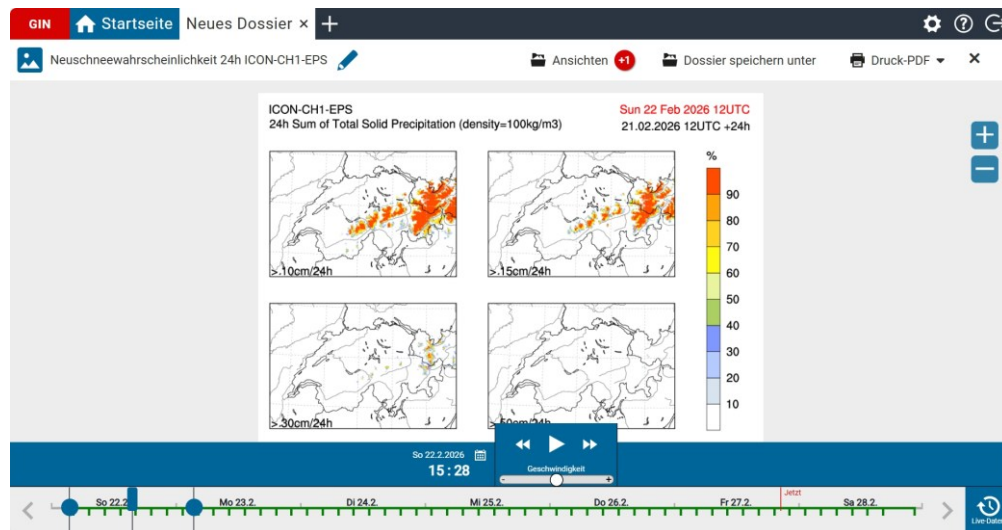 GIN Startseite Neues Dossier × +
Neuschneewahrscheinlichkeit 24h ICON-CH1-EPS Ansichten +1 Dossier speichern unter Druck-PDF ×
ICON-CH1-EPS Sun 22 Feb 2026 12UTC
24h Sum of Total Solid Precipitation (density=100kg/m3) 21.02.2026 12UTC +24h
%
90
80
70
60
50
40
30
20
10
>.10cm/24h >.15cm/24h
>.30cm/24h
So 22.2.2026
15:28
Geschwindigkeit
- +
Jetzt
Mo 23.2. Di 24.2. Mi 25.2. Do 26.2. Fr 27.2. Sa 28.2.